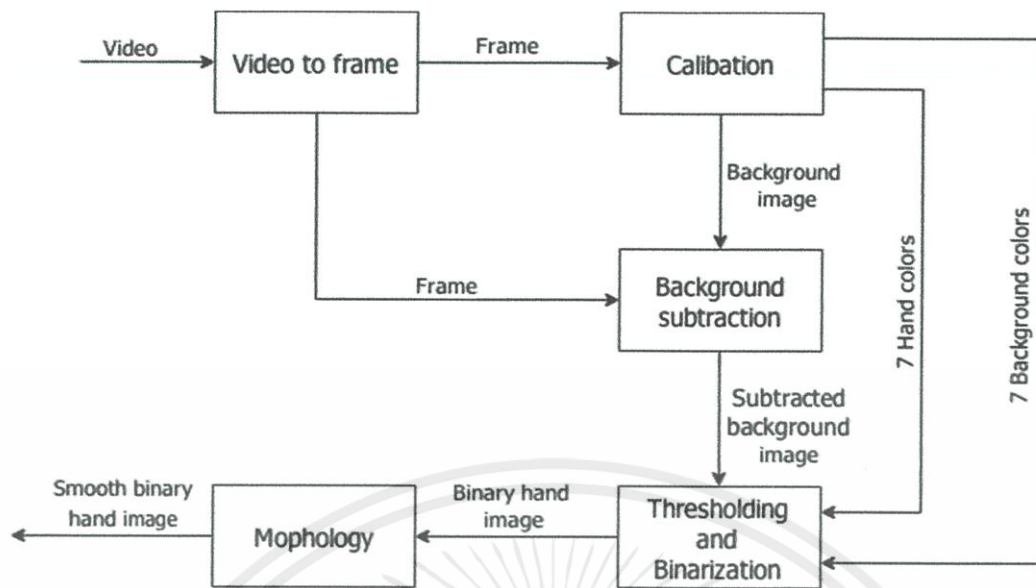 Video
Video to frame
Frame
Calibation
Background
image
7 Hand colors
7 Background colors
Frame
Background
subtraction
Subtracted
background
image
Smooth binary
hand image
Mophology
Binary hand
image
Thresholding
and
Binarization